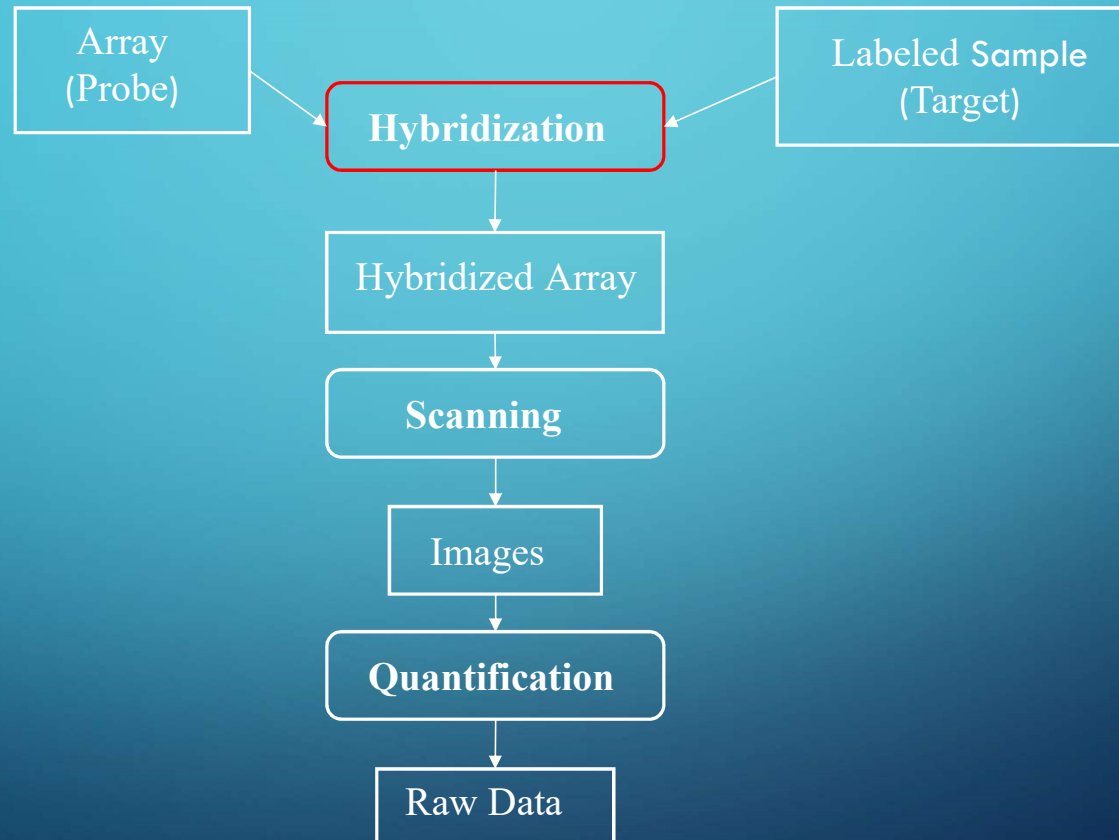 Array
(Probe)
Labeled Sample
(Target)
Hybridization
Hybridized Array
Scanning
Images
Quantification
Raw Data